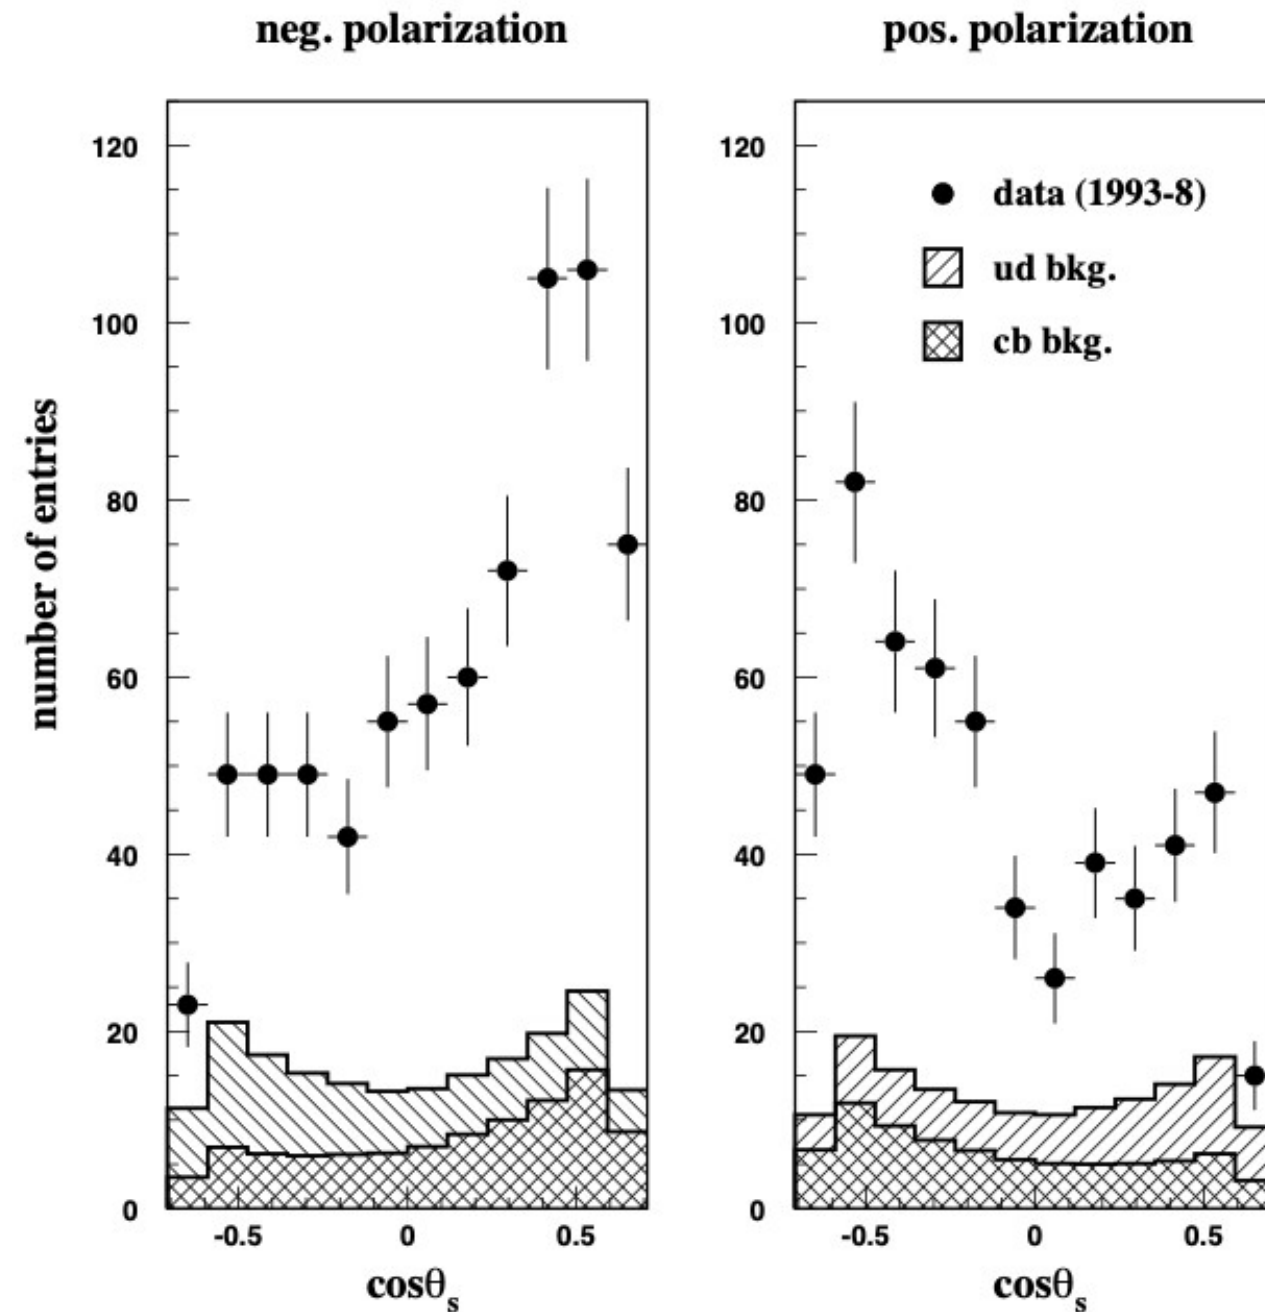 neg. polarization
pos. polarization
number of entries
120
100
80
60
40
20
0
-0.5
0
0.5
cosθs
120
100
80
60
40
20
0
-0.5
0
0.5
cosθs
data (1993-8)
ud bkg.
cb bkg.